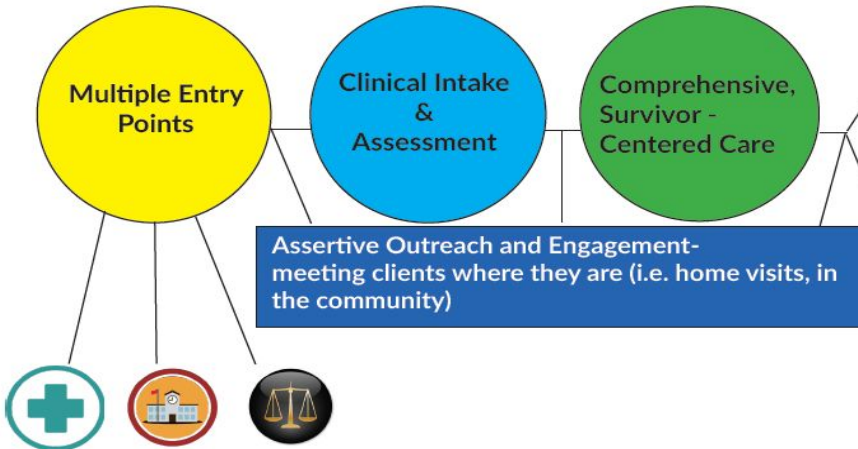 Multiple Entry
Points
Clinical Intake
&
Assessment
Comprehensive,
Survivor -
Centered Care
Assertive Outreach and Engagement-
meeting clients where they are (i.e. home visits, in
the community)